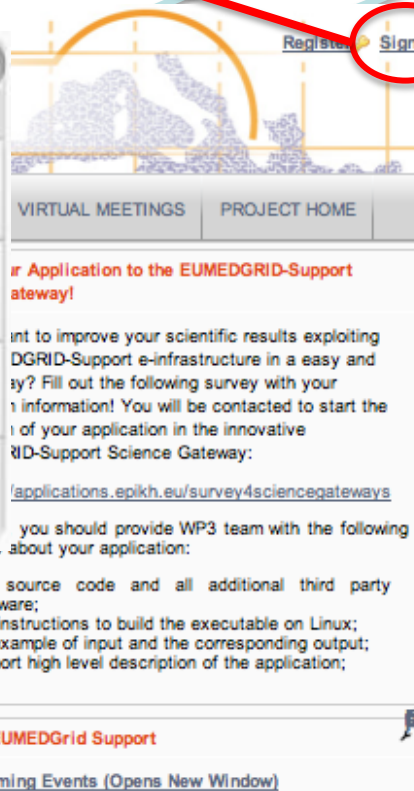 Register Sign
VIRTUAL MEETINGS PROJECT HOME
Application to the EUMEDGRID-Support
ateway!
nt to improve your scientific results exploiting
DGRID-Support e-infrastructure in a easy and
ay? Fill out the following survey with your
information! You will be contacted to start the
of your application in the innovative
RID-Support Science Gateway:
/applications.epikh.eu/survey4sciencegateways
you should provide WP3 team with the following
about your application:
source code and all additional third party
ware;
instructions to build the executable on Linux;
example of input and the corresponding output;
ort high level description of the application;
UMEDGrid Support
ming Events (Opens New Window)